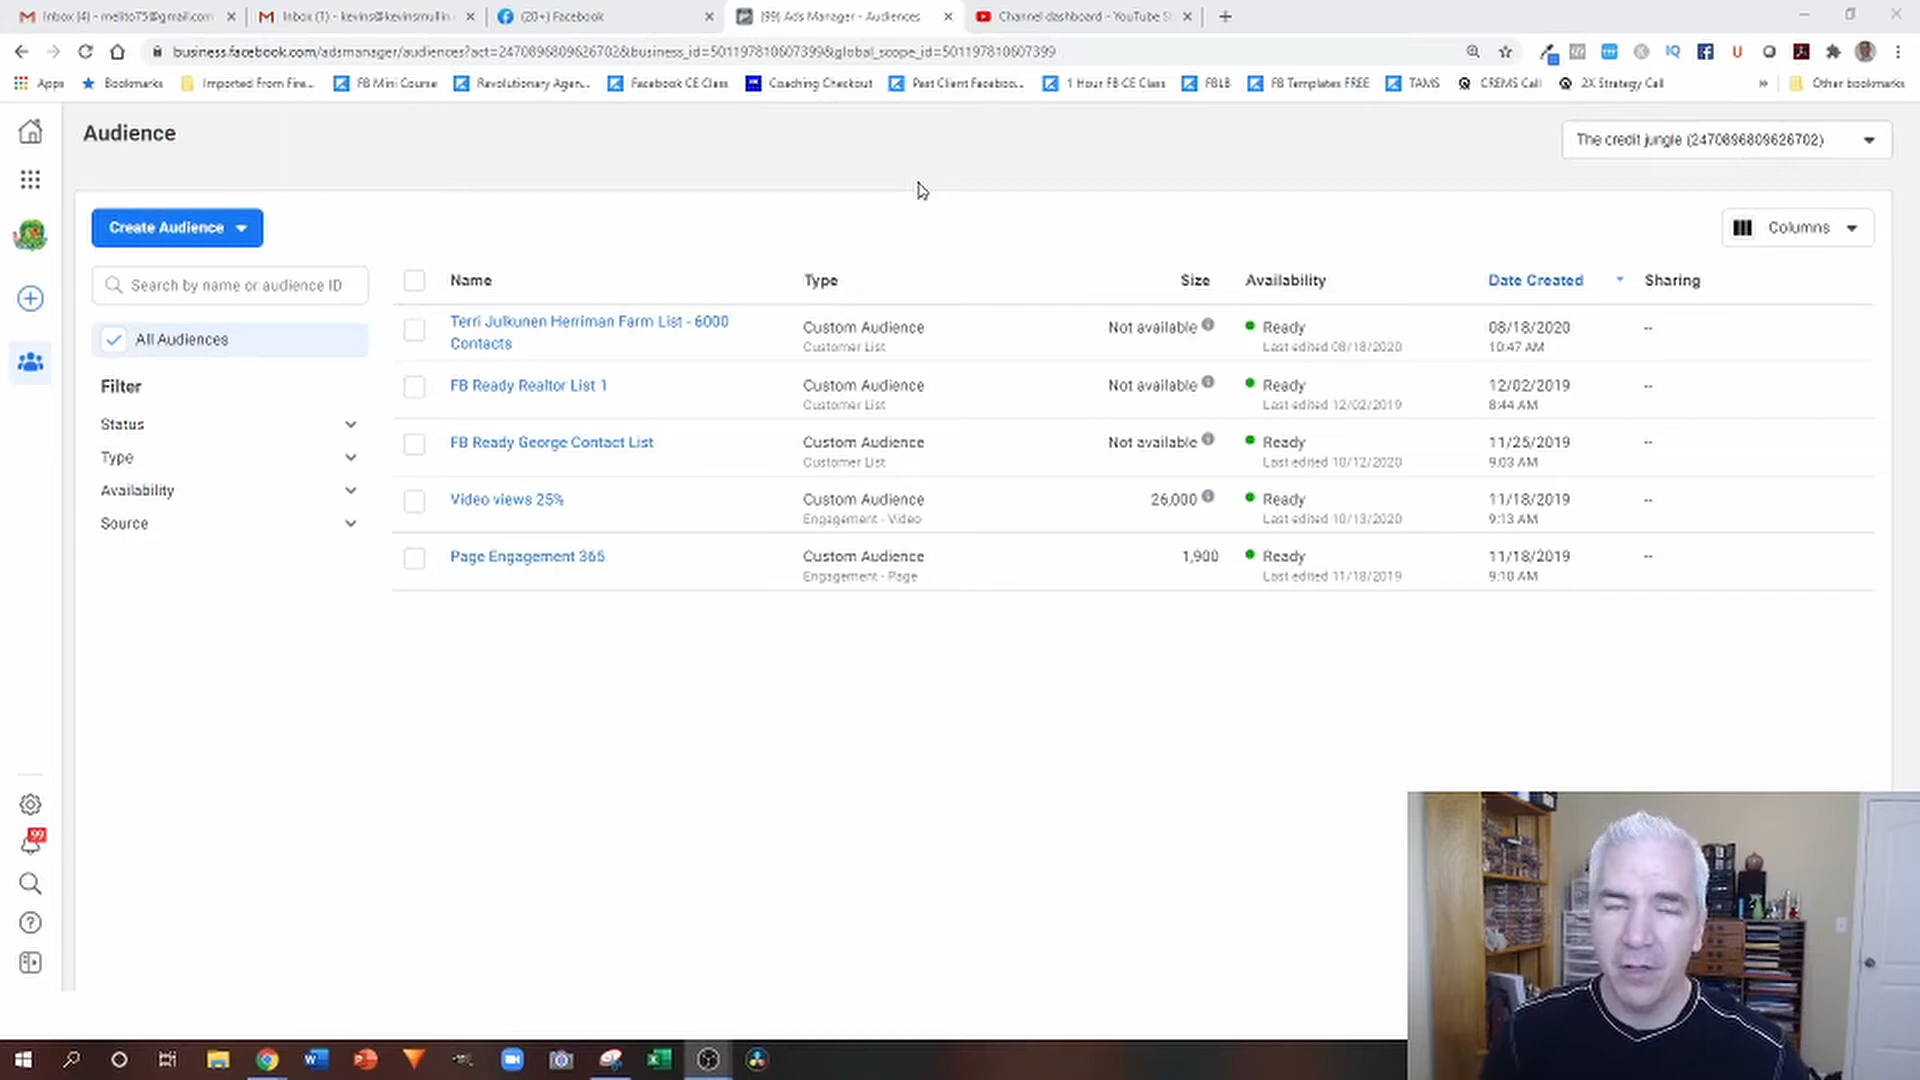 Inbox (4) - melito75@gmail.com
Inbox (1) - kevins@kevinsmullin
(20+) Facebook
(99) Ads Manager - Audiences
Channel dashboard - YouTube S
business.facebook.com/adsmanager/audiences?act=2470896809626702&business_id=501197810607399&global_scope_id=501197810607399
Apps
Bookmarks
Imported From Fire...
FB Mini Course
Revolutionary Agen...
Facebook CE Class
Coaching Checkout
Past Client Faceboo...
1 Hour FB CE Class
FBLB
FB Templates FREE
TAMS
CREMS Call
2X Strategy Call
Other bookmarks
Audience
The credit jungle (2470896809626702)
Create Audience
Columns
Search by name or audience ID
All Audiences
Filter
Status
Type
Availability
Source
Name Type Size Availability Date Created Sharing
Terri Julkunen Herriman Farm List - 6000 Custom Audience Not available Ready 08/18/2020 --
Contacts Customer List Last edited 08/18/2020 10:47 AM
FB Ready Realtor List 1 Custom Audience Not available Ready 12/02/2019 --
Customer List Last edited 12/02/2019 8:44 AM
FB Ready George Contact List Custom Audience Not available Ready 11/25/2019 --
Customer List Last edited 10/12/2020 9:03 AM
Video views 25% Custom Audience 26,000 Ready 11/18/2019 --
Engagement - Video Last edited 10/13/2020 9:13 AM
Page Engagement 365 Custom Audience 1,900 Ready 11/18/2019 --
Engagement - Page Last edited 11/18/2019 9:10 AM
99